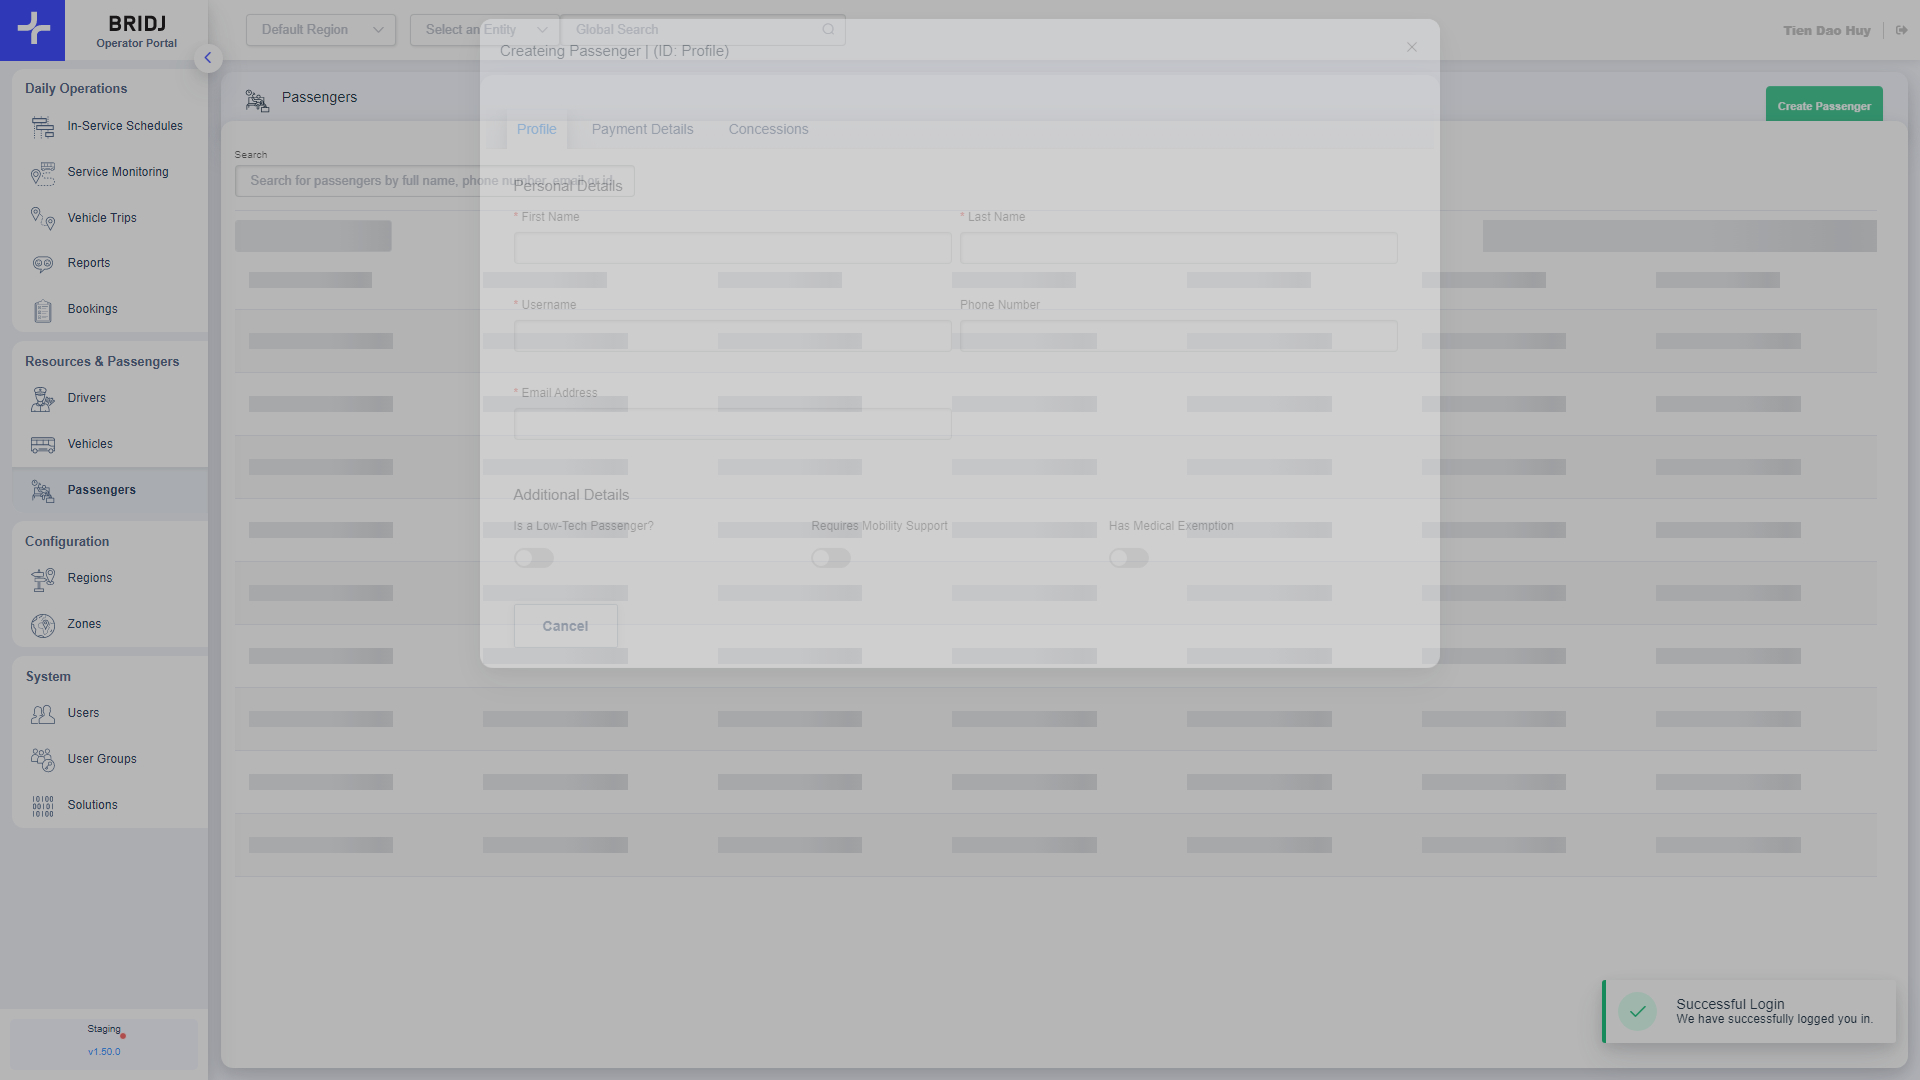 BRIDJ
Operator Portal
Default Region
Select an Entity
Global Search
Tien Dao Huy
Createing Passenger | (ID: Profile)
Daily Operations
In-Service Schedules
Service Monitoring
Vehicle Trips
Reports
Bookings
Resources & Passengers
Drivers
Vehicles
Passengers
Configuration
Regions
Zones
System
Users
User Groups
Solutions
Staging
v1.50.0
Passengers
Create Passenger
Profile
Payment Details
Concessions
Search
Search for passengers by full name, phone number, email or id
Personal Details
* First Name
* Last Name
* Username
Phone Number
* Email Address
Additional Details
Is a Low-Tech Passenger?
Requires Mobility Support
Has Medical Exemption
Cancel
Successful Login
We have successfully logged you in.